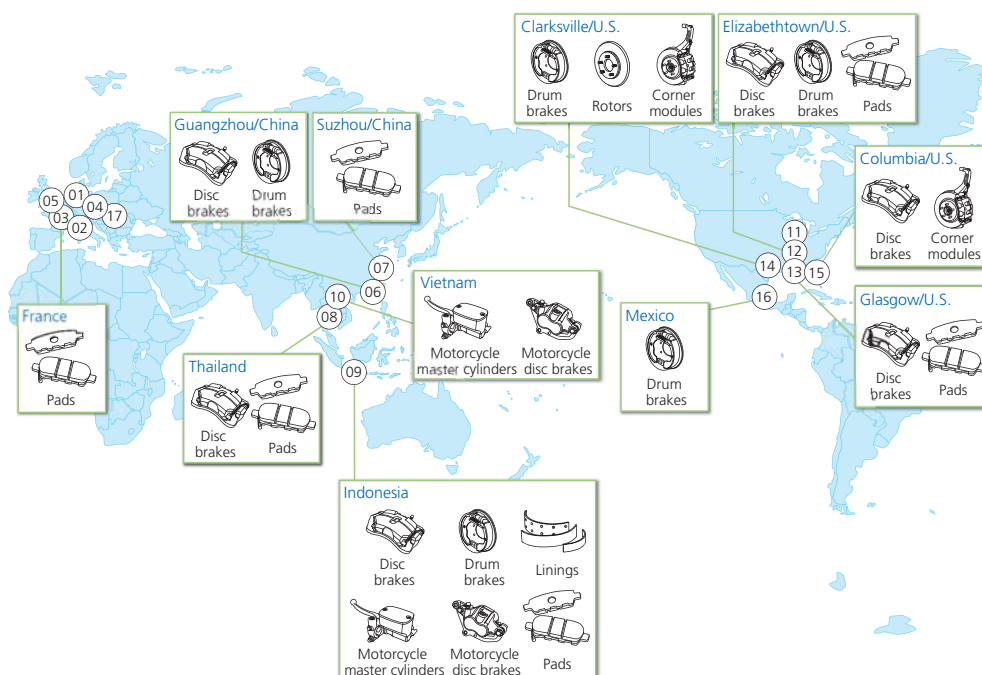 Clarksville/U.S.
Drum
brakes
Rotors
Corner
modules
Elizabethtown/U.S.
Disc
brakes
Drum
brakes
Pads
Guangzhou/China
Disc
brakes
Drum
brakes
Suzhou/China
Pads
Columbia/U.S.
Disc
brakes
Corner
modules
05
01
04
03
02
17
07
06
10
08
09
11
12
14
13
15
16
Vietnam
Motorcycle
master cylinders
Motorcycle
disc brakes
France
Pads
Thailand
Disc
brakes
Pads
Mexico
Drum
brakes
Glasgow/U.S.
Disc
brakes
Pads
Indonesia
Disc
brakes
Drum
brakes
Linings
Motorcycle
master cylinders
Motorcycle
disc brakes
Pads